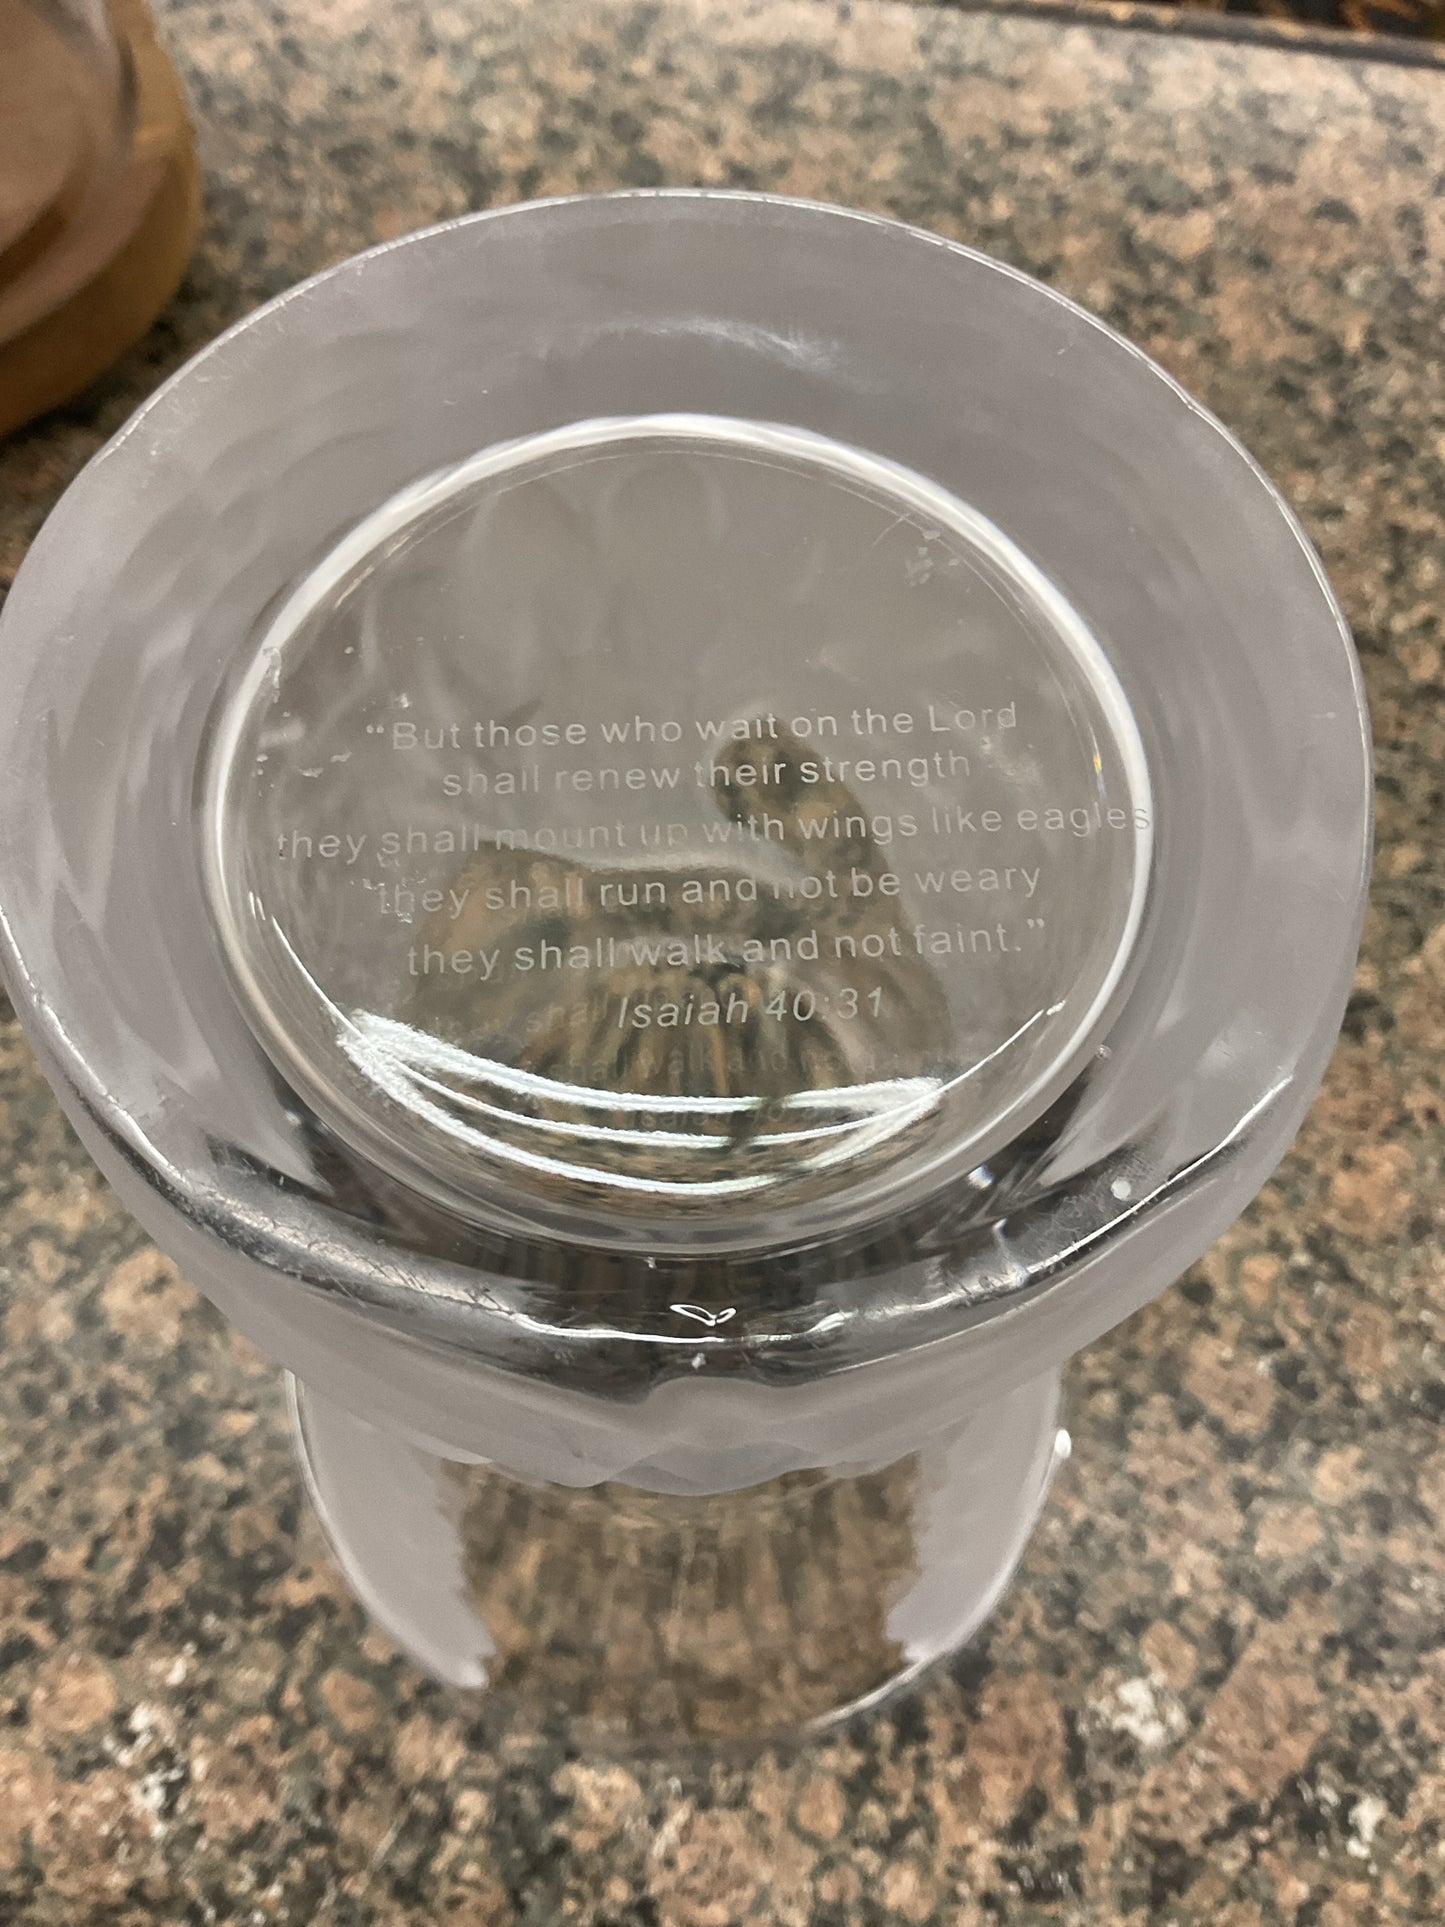 “But those who wait on the Lord
shall renew their strength
they shall mount up with wings like eagles
They shall run and not be weary
they shall walk and not faint.”
Isaiah 40:31